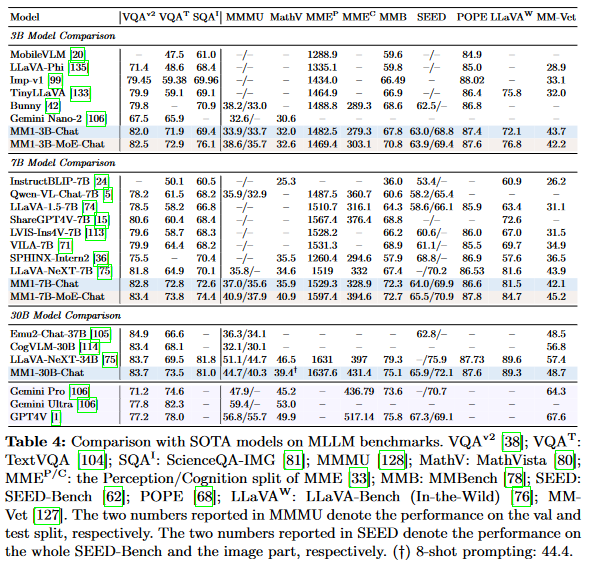 Model VQAv2 VQAT SQAI MMMU MathV MMEP MMEC MMB SEED POPE LLaVAW MM-Vet
3B Model Comparison
MobileVLM [20] – 47.5 61.0 –/– – 1288.9 – 59.6 –/– 84.9 – –
LLaVA-Phi [135] 71.4 48.6 68.4 –/– – 1335.1 – 59.8 –/– 85.0 – 28.9
Imp-v1 [99] 79.45 59.38 69.96 –/– – 1434.0 – 66.49 – 88.02 – 33.1
TinyLLaVA [133] 79.9 59.1 69.1 –/– – 1464.9 – 66.9 –/– 86.4 75.8 32.0
Bunny [42] 79.8 – 70.9 38.2/33.0 – 1488.8 289.3 68.6 62.5/– 86.8 – –
Gemini Nano-2 [106] 67.5 65.9 – 32.6/– 30.6 – – – – – – –
MM1-3B-Chat 82.0 71.9 69.4 33.9/33.7 32.0 1482.5 279.3 67.8 63.0/68.8 87.4 72.1 43.7
MM1-3B-MoE-Chat 82.5 72.9 76.1 38.6/35.7 32.6 1469.4 303.1 70.8 63.9/69.4 87.6 76.8 42.2
7B Model Comparison
InstructBLIP-7B [24] – 50.1 60.5 –/– 25.3 – – 36.0 53.4/– – 60.9 26.2
Qwen-VL-Chat-7B [5] 78.2 61.5 68.2 35.9/32.9 – 1487.5 360.7 60.6 58.2/65.4 – – –
LLaVA-1.5-7B [74] 78.5 58.2 66.8 –/– – 1510.7 316.1 64.3 58.6/66.1 85.9 63.4 31.1
ShareGPT4V-7B [15] 80.6 60.4 68.4 –/– – 1567.4 376.4 68.8 –/– – 72.6 –
LVIS-Ins4V-7B [113] 79.6 58.7 68.3 –/– – 1528.2 – 66.2 60.6/– 86.0 67.0 31.5
VILA-7B [71] 79.9 64.4 68.2 –/– – 1531.3 – 68.9 61.1/– 85.5 69.7 34.9
SPHINX-Intern2 [36] 75.5 – 70.4 –/– 35.5 1260.4 294.6 57.9 68.8/– 86.9 57.6 36.5
LLaVA-NeXT-7B [75] 81.8 64.9 70.1 35.8/– 34.6 1519 332 67.4 –/70.2 86.53 81.6 43.9
MM1-7B-Chat 82.8 72.8 72.6 37.0/35.6 35.9 1529.3 328.9 72.3 64.0/69.9 86.6 81.5 42.1
MM1-7B-MoE-Chat 83.4 73.8 74.4 40.9/37.9 40.9 1597.4 394.6 72.7 65.5/70.9 87.8 84.7 45.2
30B Model Comparison
Emu2-Chat-37B [105] 84.9 66.6 – 36.3/34.1 – – – – 62.8/– – – 48.5
CogVLM-30B [114] 83.4 68.1 – 32.1/30.1 – – – – – – – 56.8
LLaVA-NeXT-34B [75] 83.7 69.5 81.8 51.1/44.7 46.5 1631 397 79.3 –/75.9 87.73 89.6 57.4
MM1-30B-Chat 83.7 73.5 81.0 44.7/40.3 39.4† 1637.6 431.4 75.1 65.9/72.1 87.6 89.3 48.7
Gemini Pro [106] 71.2 74.6 – 47.9/– 45.2 – 436.79 73.6 –/70.7 – – 64.3
Gemini Ultra [106] 77.8 82.3 – 59.4/– 53.0 – – – – – – –
GPT4V [1] 77.2 78.0 – 56.8/55.7 49.9 – 517.14 75.8 67.3/69.1 – – 67.6
Table 4: Comparison with SOTA models on MLLM benchmarks. VQAv2 [38]; VQAT:
TextVQA [104]; SQAI: ScienceQA-IMG [81]; MMMU [128]; MathV: MathVista [80];
MMEP/C: the Perception/Cognition split of MME [33]; MMB: MMBench [78]; SEED:
SEED-Bench [62]; POPE [68]; LLaVAW: LLaVA-Bench (In-the-Wild) [76]; MM-
Vet [127]. The two numbers reported in MMMU denote the performance on the val and
test split, respectively. The two numbers reported in SEED denote the performance on
the whole SEED-Bench and the image part, respectively. (†) 8-shot prompting: 44.4.